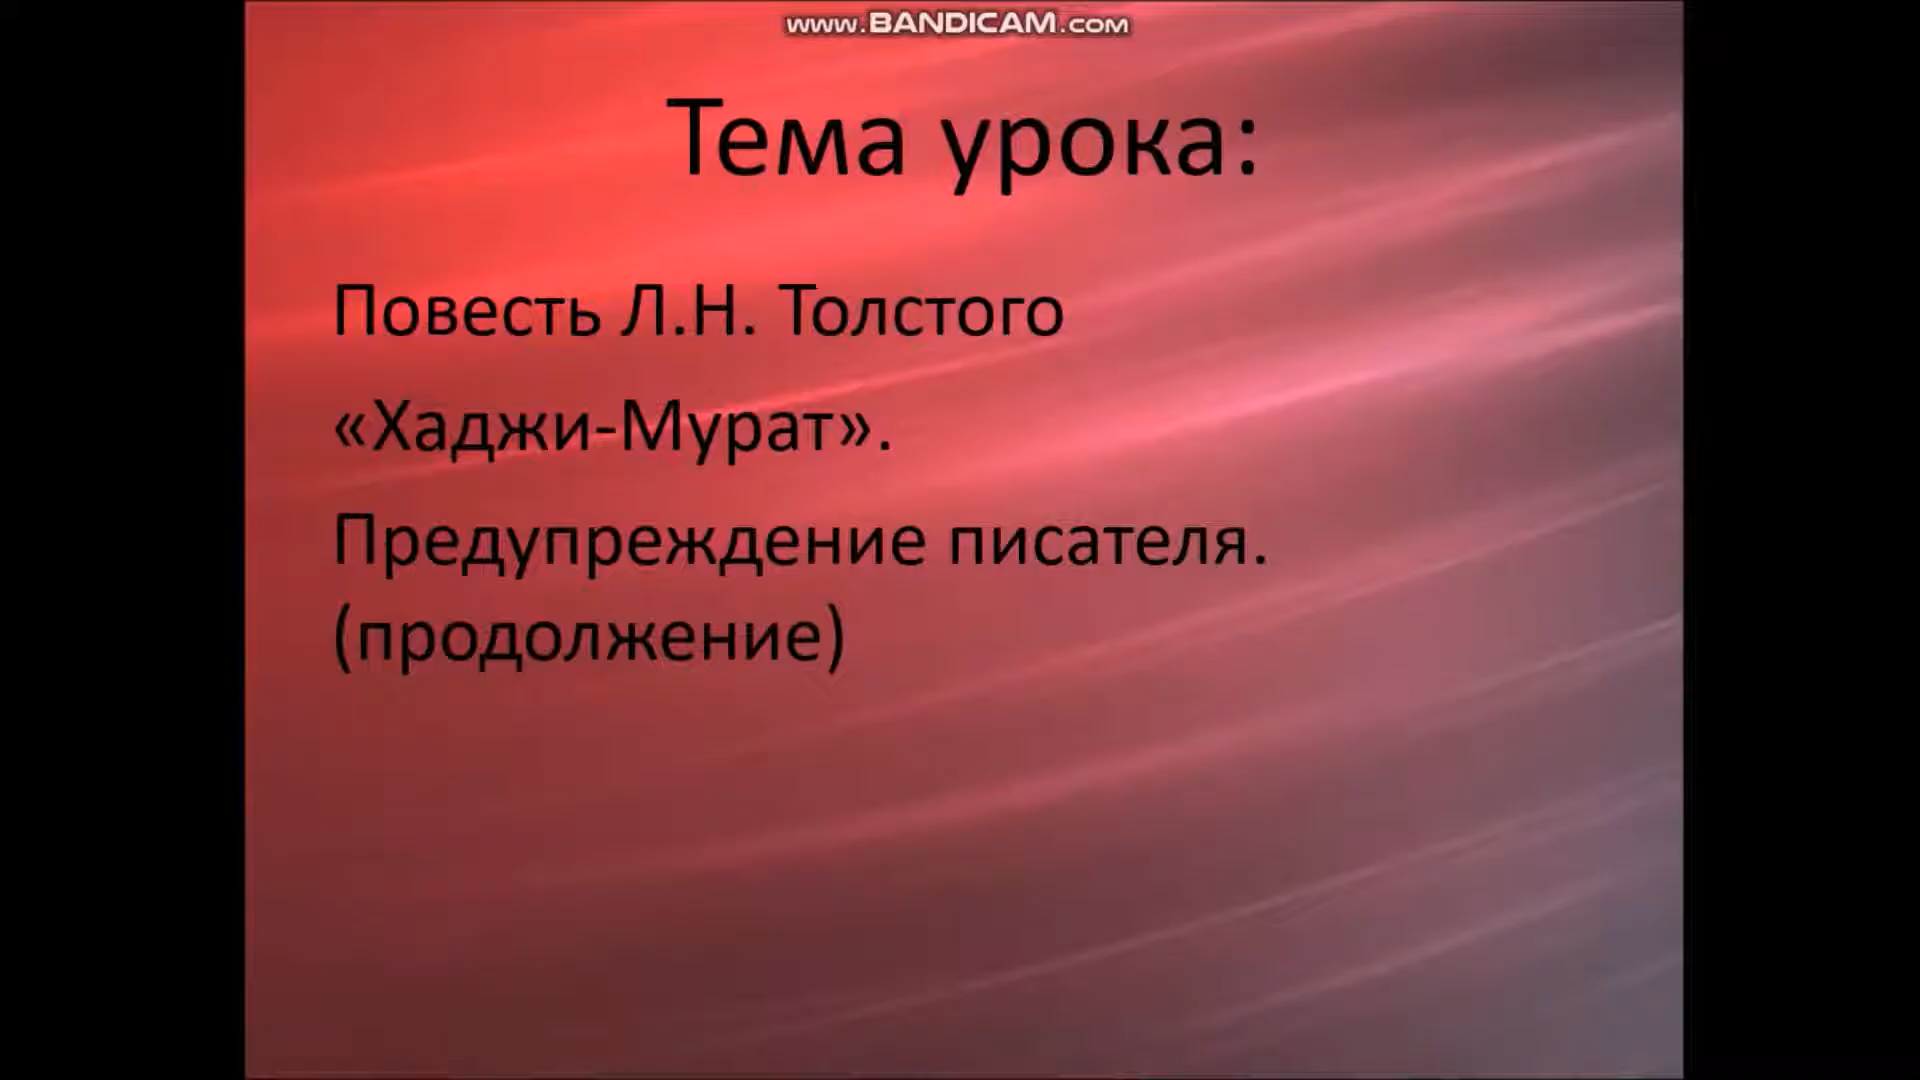 www.BANDICAM.com
Тема урока:
Повесть Л.Н. Толстого
«Хаджи-Мурат».
Предупреждение писателя.
(продолжение)